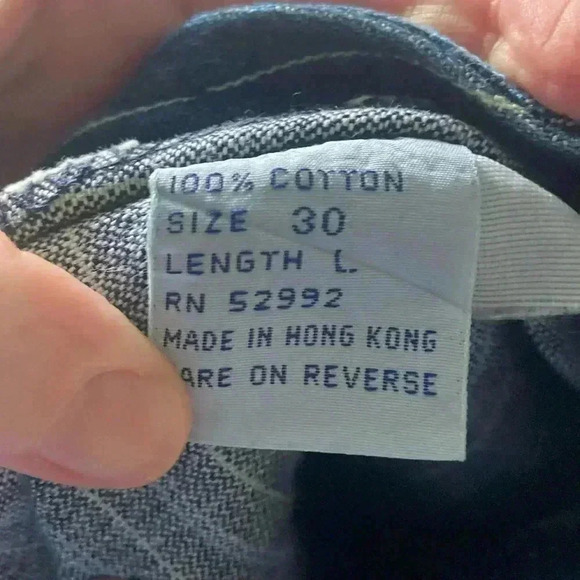 100% COTTON
SIZE 30
LENGTH L.
RN 52992
MADE IN HONG KONG
ARE ON REVERSE